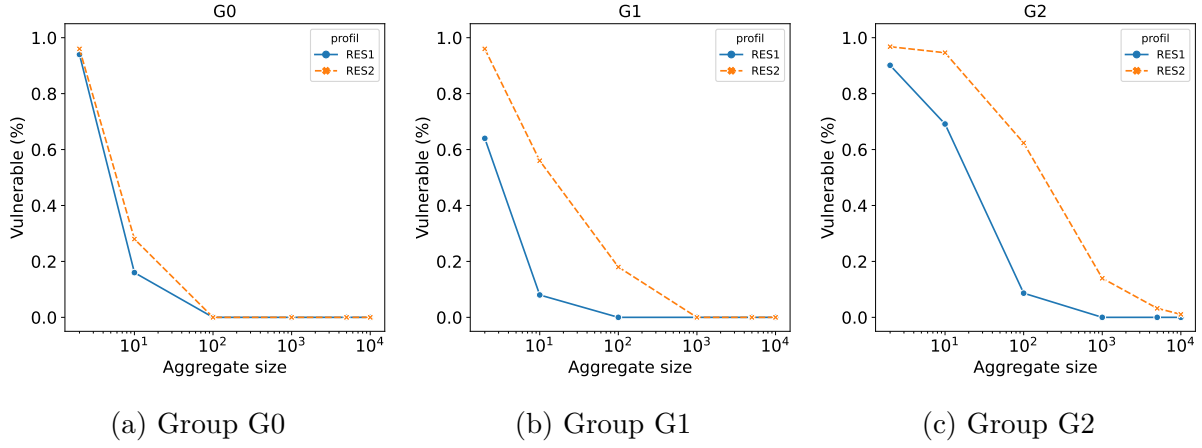 G0
1.0
0.8
0.6
0.4
0.2
0.0
Vulnerable (%)
profil
RES1
RES2
10¹ 10² 10³ 10⁴
Aggregate size
(a) Group G0
G1
1.0
0.8
0.6
0.4
0.2
0.0
Vulnerable (%)
profil
RES1
RES2
10¹ 10² 10³ 10⁴
Aggregate size
(b) Group G1
G2
1.0
0.8
0.6
0.4
0.2
0.0
Vulnerable (%)
profil
RES1
RES2
10¹ 10² 10³ 10⁴
Aggregate size
(c) Group G2